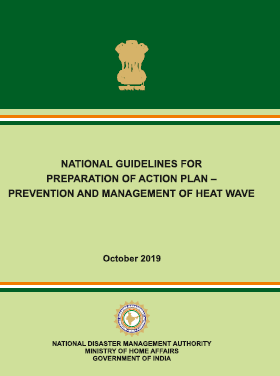 NATIONAL GUIDELINES FOR
PREPARATION OF ACTION PLAN –
PREVENTION AND MANAGEMENT OF HEAT WAVE
October 2019
NATIONAL DISASTER MANAGEMENT AUTHORITY
MINISTRY OF HOME AFFAIRS
GOVERNMENT OF INDIA